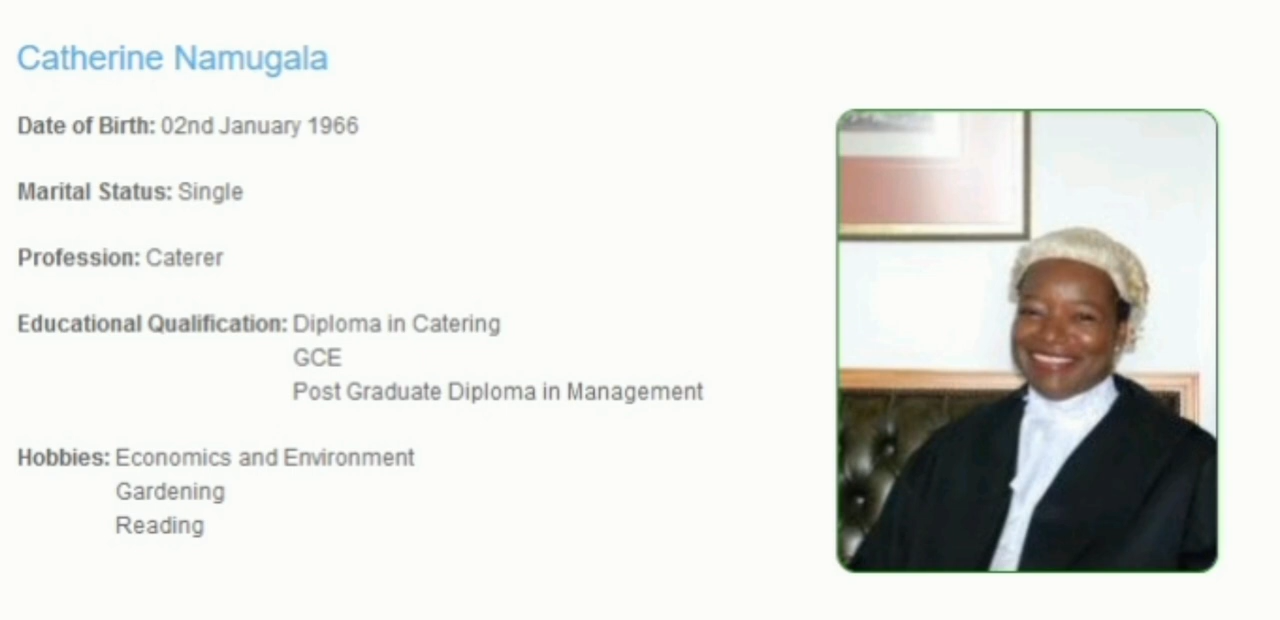 Catherine Namugala
Date of Birth: 02nd January 1966
Marital Status: Single
Profession: Caterer
Educational Qualification: Diploma in Catering
GCE
Post Graduate Diploma in Management
Hobbies: Economics and Environment
Gardening
Reading